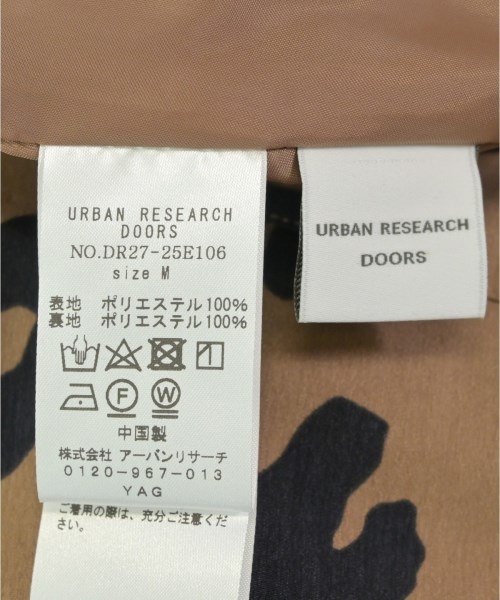 URBAN RESEARCH
DOORS
NO.DR27-25E106
size M
表地 ポリエステル100%
裏地 ポリエステル100%
F
W
中国製
株式会社 アーバンリサーチ
0120-967-013
YAG
ご着用の際は、充分ご注意くだ
さい。
URBAN RESEARCH
DOORS